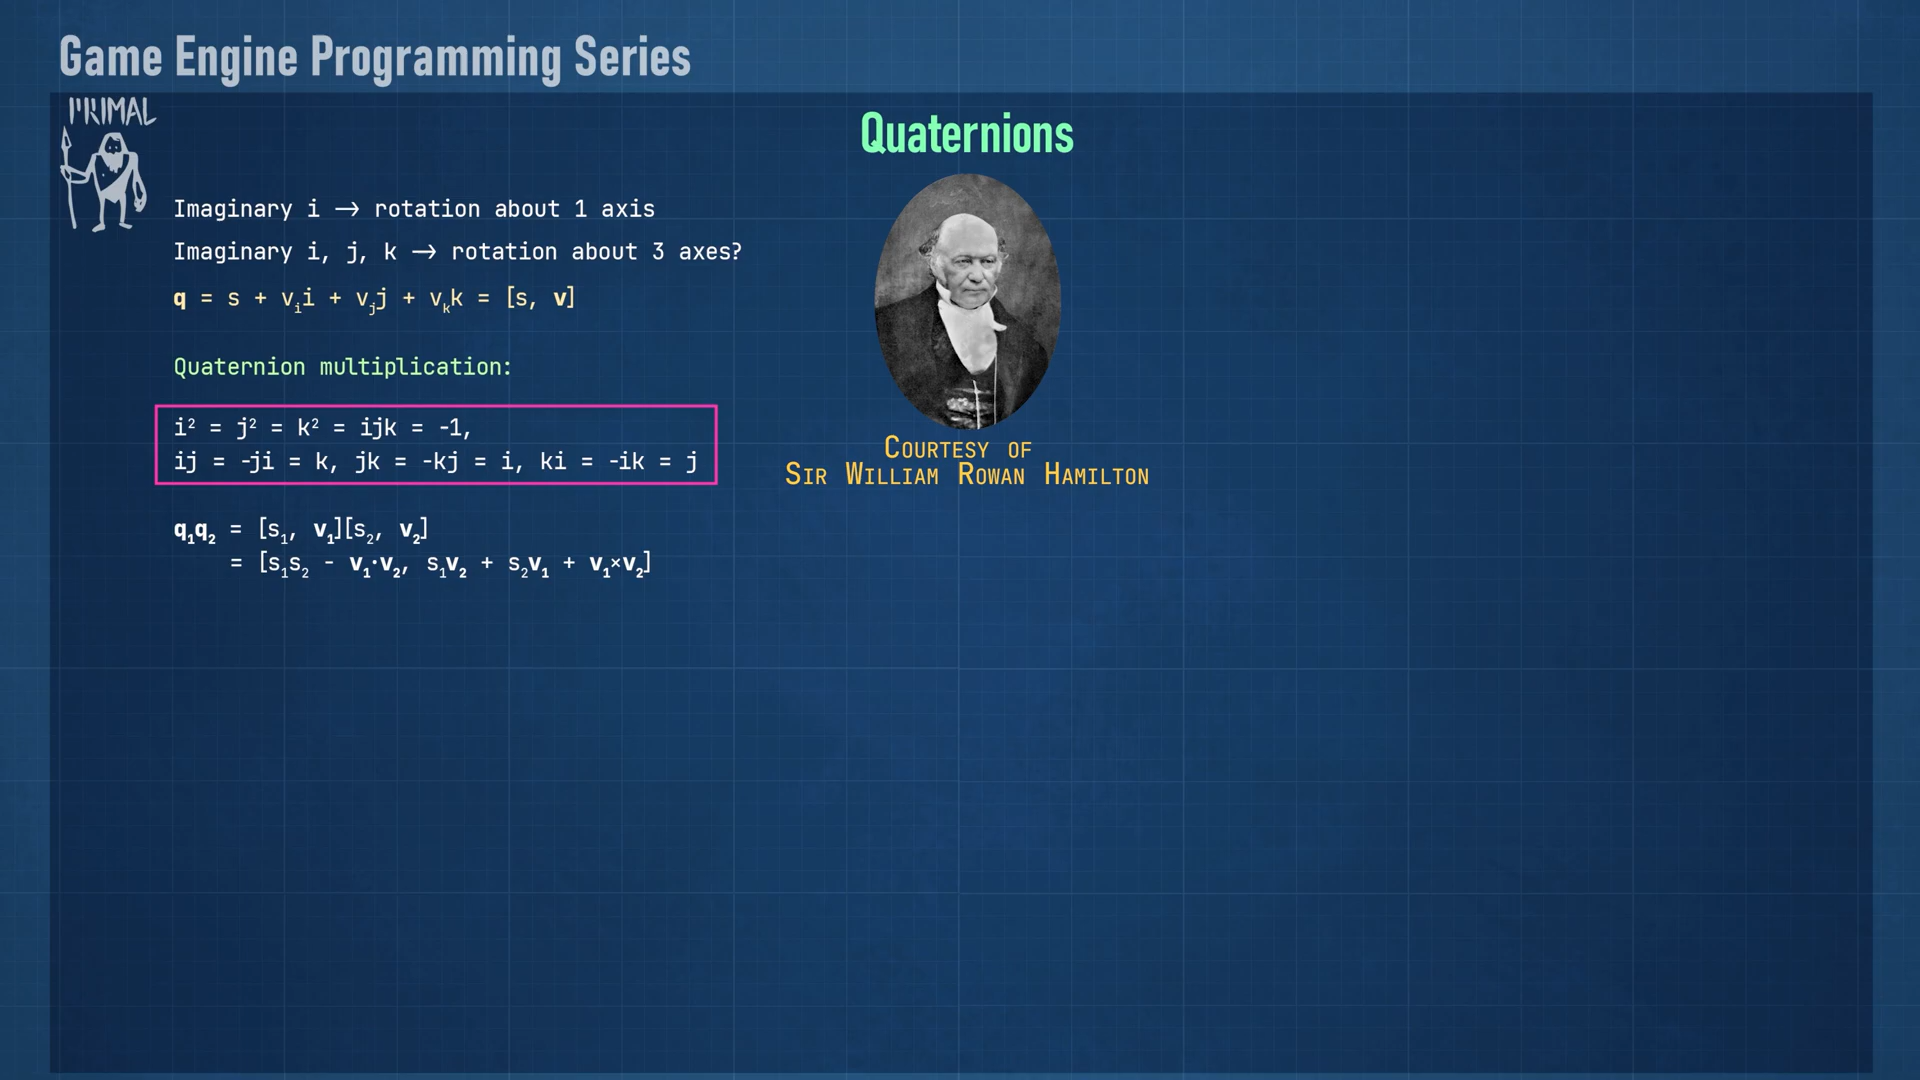 Game Engine Programming Series
PRIMAL
Quaternions
Imaginary i → rotation about 1 axis
Imaginary i, j, k → rotation about 3 axes?
q = s + vᵢi + vⱼj + vₖk = [s, v]
Quaternion multiplication:
i² = j² = k² = ijk = -1,
ij = -ji = k, jk = -kj = i, ki = -ik = j
q₁q₂ = [s₁, v₁][s₂, v₂]
= [s₁s₂ - v₁·v₂, s₁v₂ + s₂v₁ + v₁×v₂]
Courtesy of
Sir William Rowan Hamilton